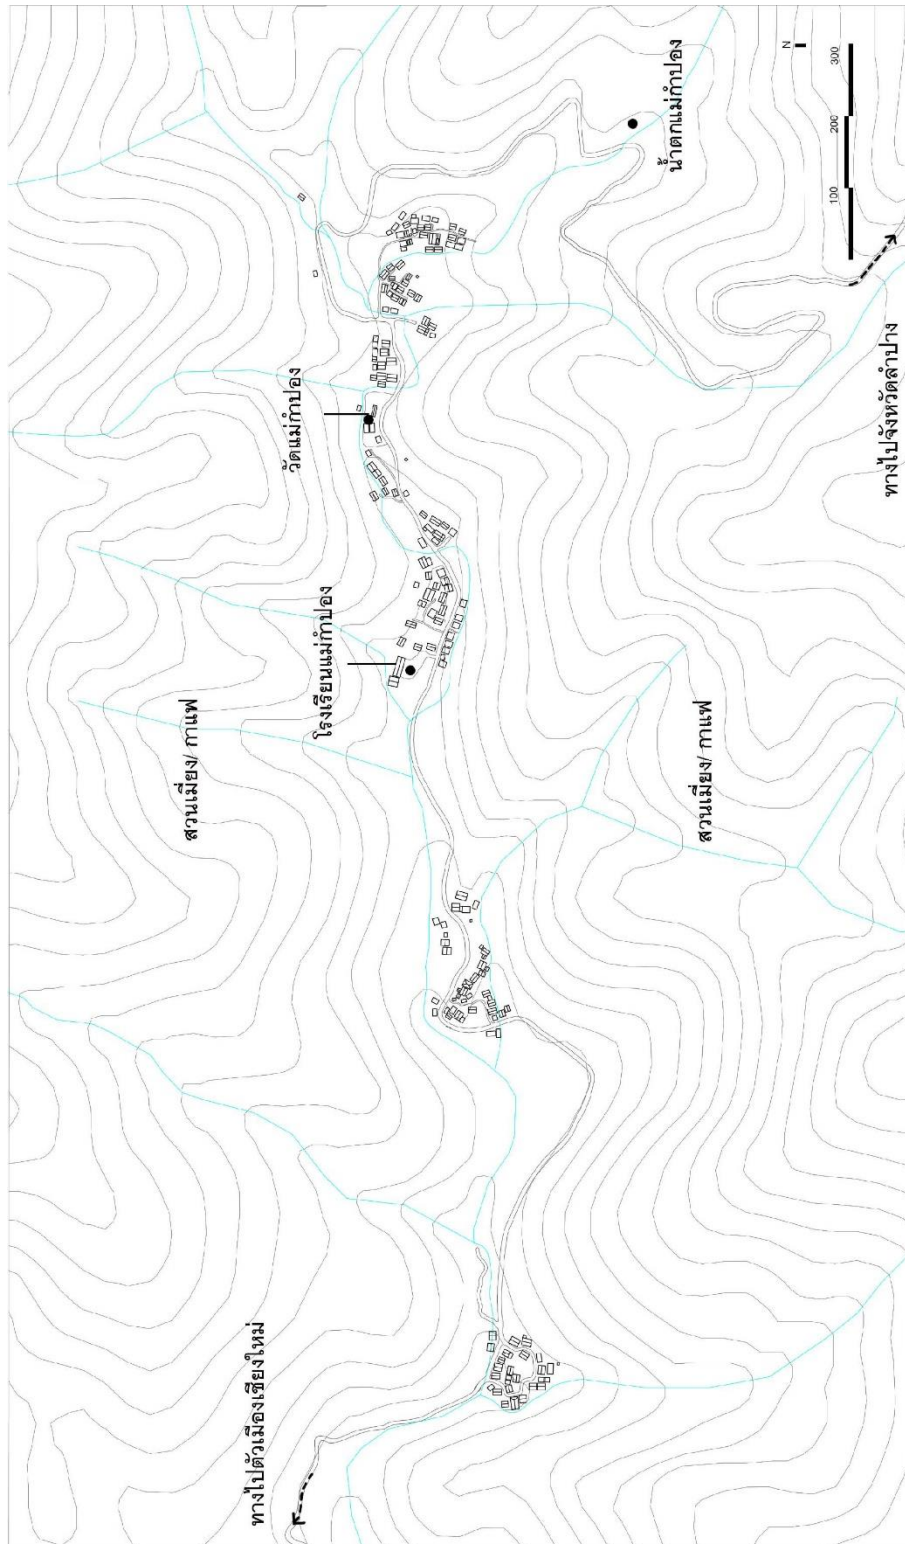 ทางไปตัวเมืองเชียงใหม่
สวนเมี่ยง/ กาแฟ
โรงเรียนแม่กำปอง
วัดแม่กำปอง
สวนเมี่ยง/ กาแฟ
น้ำตกแม่กำปอง
ทางไปจังหวัดลำปาง
N
100
200
300